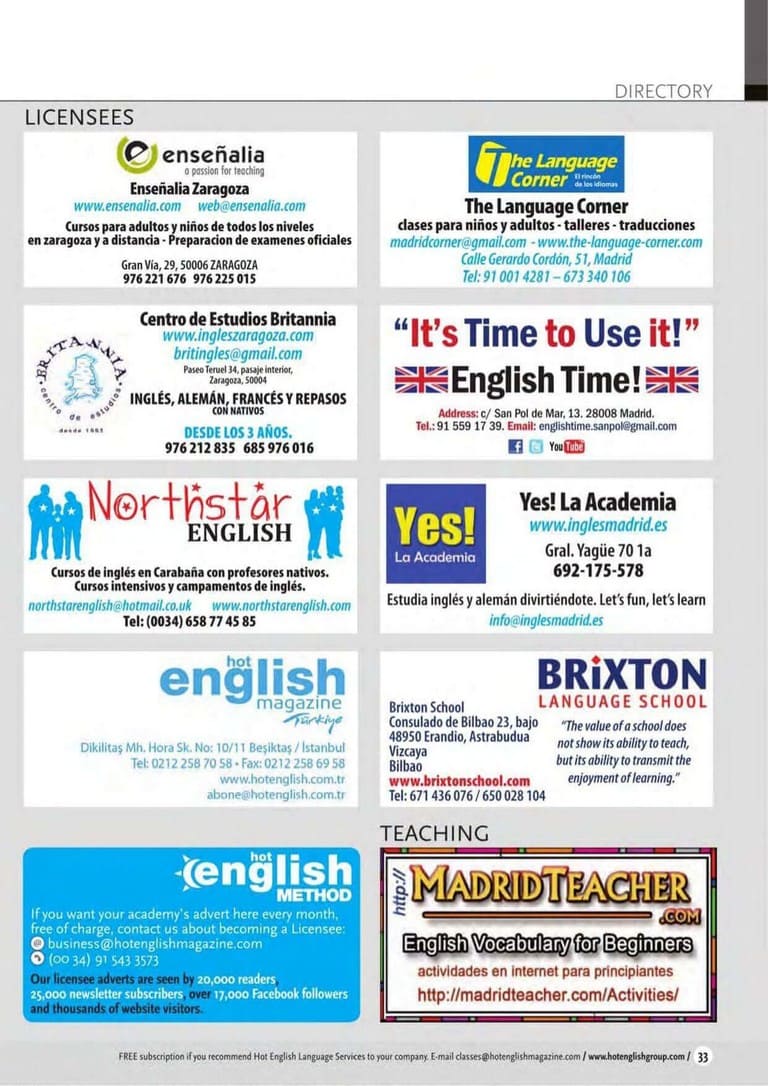 DIRECTORY
LICENSEES
enseñalia
a passion for teaching
Enseñalia Zaragoza
www.ensenalia.com web@ensenalia.com
Cursos para adultos y niños de todos los niveles
en zaragoza y a distancia - Preparacion de examenes oficiales
Gran Vía, 29, 50006 ZARAGOZA
976 221 676 976 225 015
The Language
Corner El rincón
de los idiomas
The Language Corner
clases para niños y adultos - talleres - traducciones
madridcorner@gmail.com - www.the-language-corner.com
Calle Gerardo Cordón, 51, Madrid
Tel: 91 001 4281 – 673 340 106
BRITANNIA
centro de estudios
desde 1983
Centro de Estudios Britannia
www.ingleszaragoza.com
britingles@gmail.com
Paseo Teruel 34, pasaje interior,
Zaragoza, 50004
INGLÉS, ALEMÁN, FRANCÉS Y REPASOS
CON NATIVOS
DESDE LOS 3 AÑOS.
976 212 835 685 976 016
“It’s Time to Use it!”
English Time!
Address: c/ San Pol de Mar, 13. 28008 Madrid.
Tel.: 91 559 17 39. Email: englishtime.sanpol@gmail.com
f YouTube
Northstar
ENGLISH
Cursos de inglés en Carabaña con profesores nativos.
Cursos intensivos y campamentos de inglés.
northstarenglish@hotmail.co.uk www.northstarenglish.com
Tel: (0034) 658 77 45 85
Yes!
La Academia
Yes! La Academia
www.inglesmadrid.es
Gral. Yagüe 70 1a
692-175-578
Estudia inglés y alemán divirtiéndote. Let’s fun, let’s learn
info@inglesmadrid.es
hot
english
magazine
Türkiye
Dikilitaş Mh. Hora Sk. No: 10/11 Beşiktaş / İstanbul
Tel: 0212 258 70 58 • Fax: 0212 258 69 58
www.hotenglish.com.tr
abone@hotenglish.com.tr
BRiXTON
LANGUAGE SCHOOL
Brixton School
Consulado de Bilbao 23, bajo
48950 Erandio, Astrabudua
Vizcaya
Bilbao
www.brixtonschool.com
Tel: 671 436 076 / 650 028 104
“The value of a school does
not show its ability to teach,
but its ability to transmit the
enjoyment of learning.”
hot
english
METHOD
If you want your academy’s advert here every month,
free of charge, contact us about becoming a Licensee:
@ business@hotenglishmagazine.com
(00 34) 91 543 3573
Our licensee adverts are seen by 20,000 readers,
25,000 newsletter subscribers, over 17,000 Facebook followers
and thousands of website visitors.
TEACHING
http://
MADRIDTEACHER
.COM
English Vocabulary for Beginners
actividades en internet para principiantes
http://madridteacher.com/Activities/
FREE subscription if you recommend Hot English Language Services to your company. E-mail classes@hotenglishmagazine.com / www.hotenglishgroup.com / 33